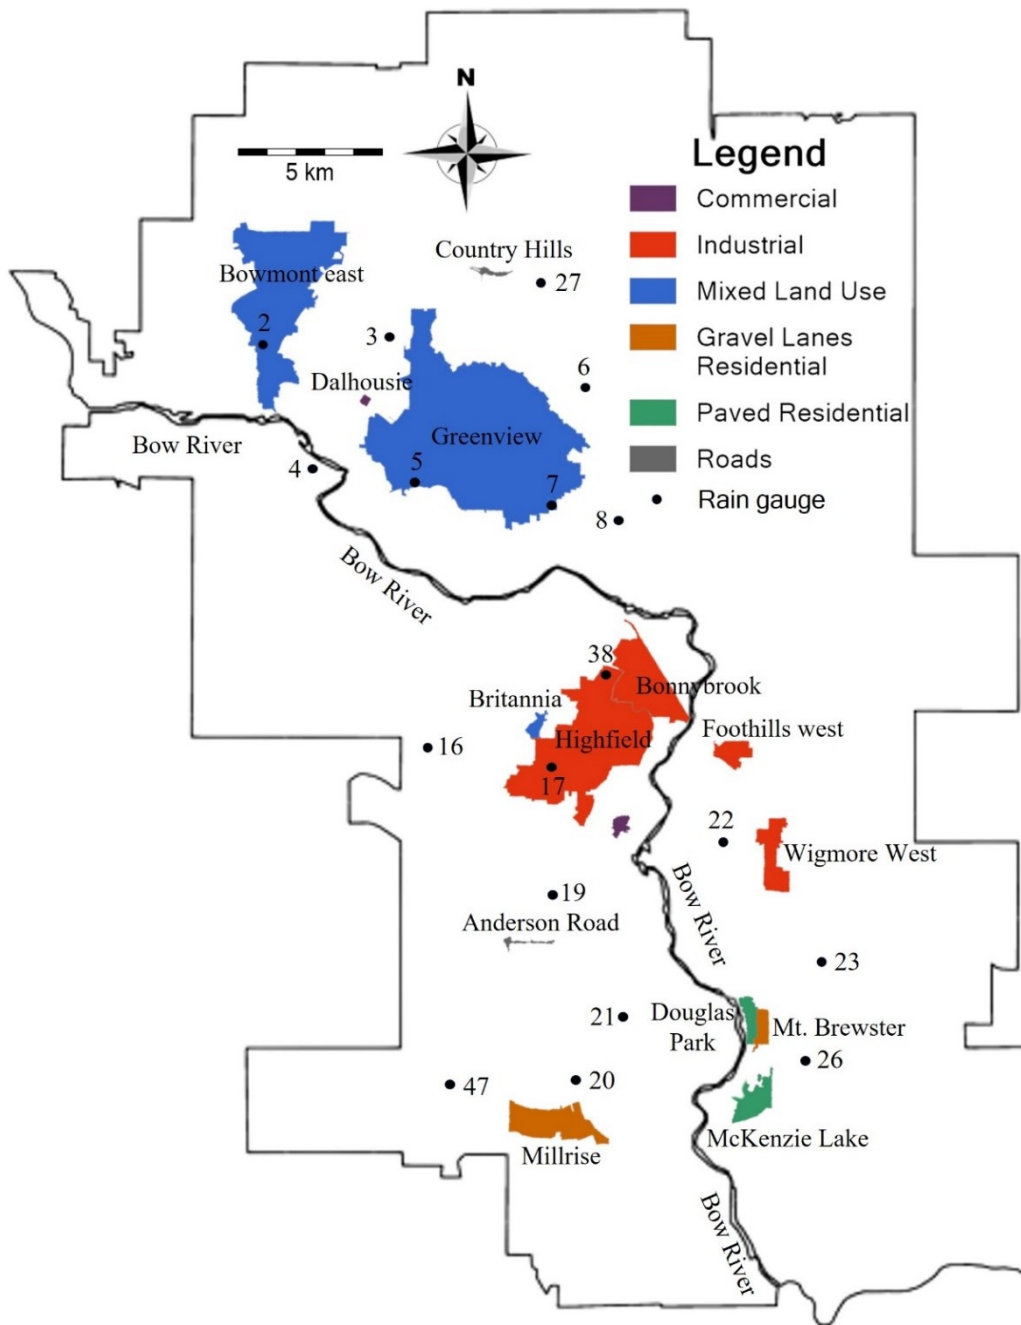 N
5 km
Legend
Commercial
Industrial
Mixed Land Use
Gravel Lanes
Residential
Paved Residential
Roads
Rain gauge
Country Hills
27
Bowmont east
2
3
6
Dalhousie
Greenview
Bow River
4
5
7
8
Bow River
38
Bonnybrook
Britannia
Highfield
Foothills west
16
17
22
Wigmore West
19
Anderson Road
Bow River
23
21
Douglas
Park
Mt. Brewster
26
47
20
McKenzie Lake
Millrise
Bow River